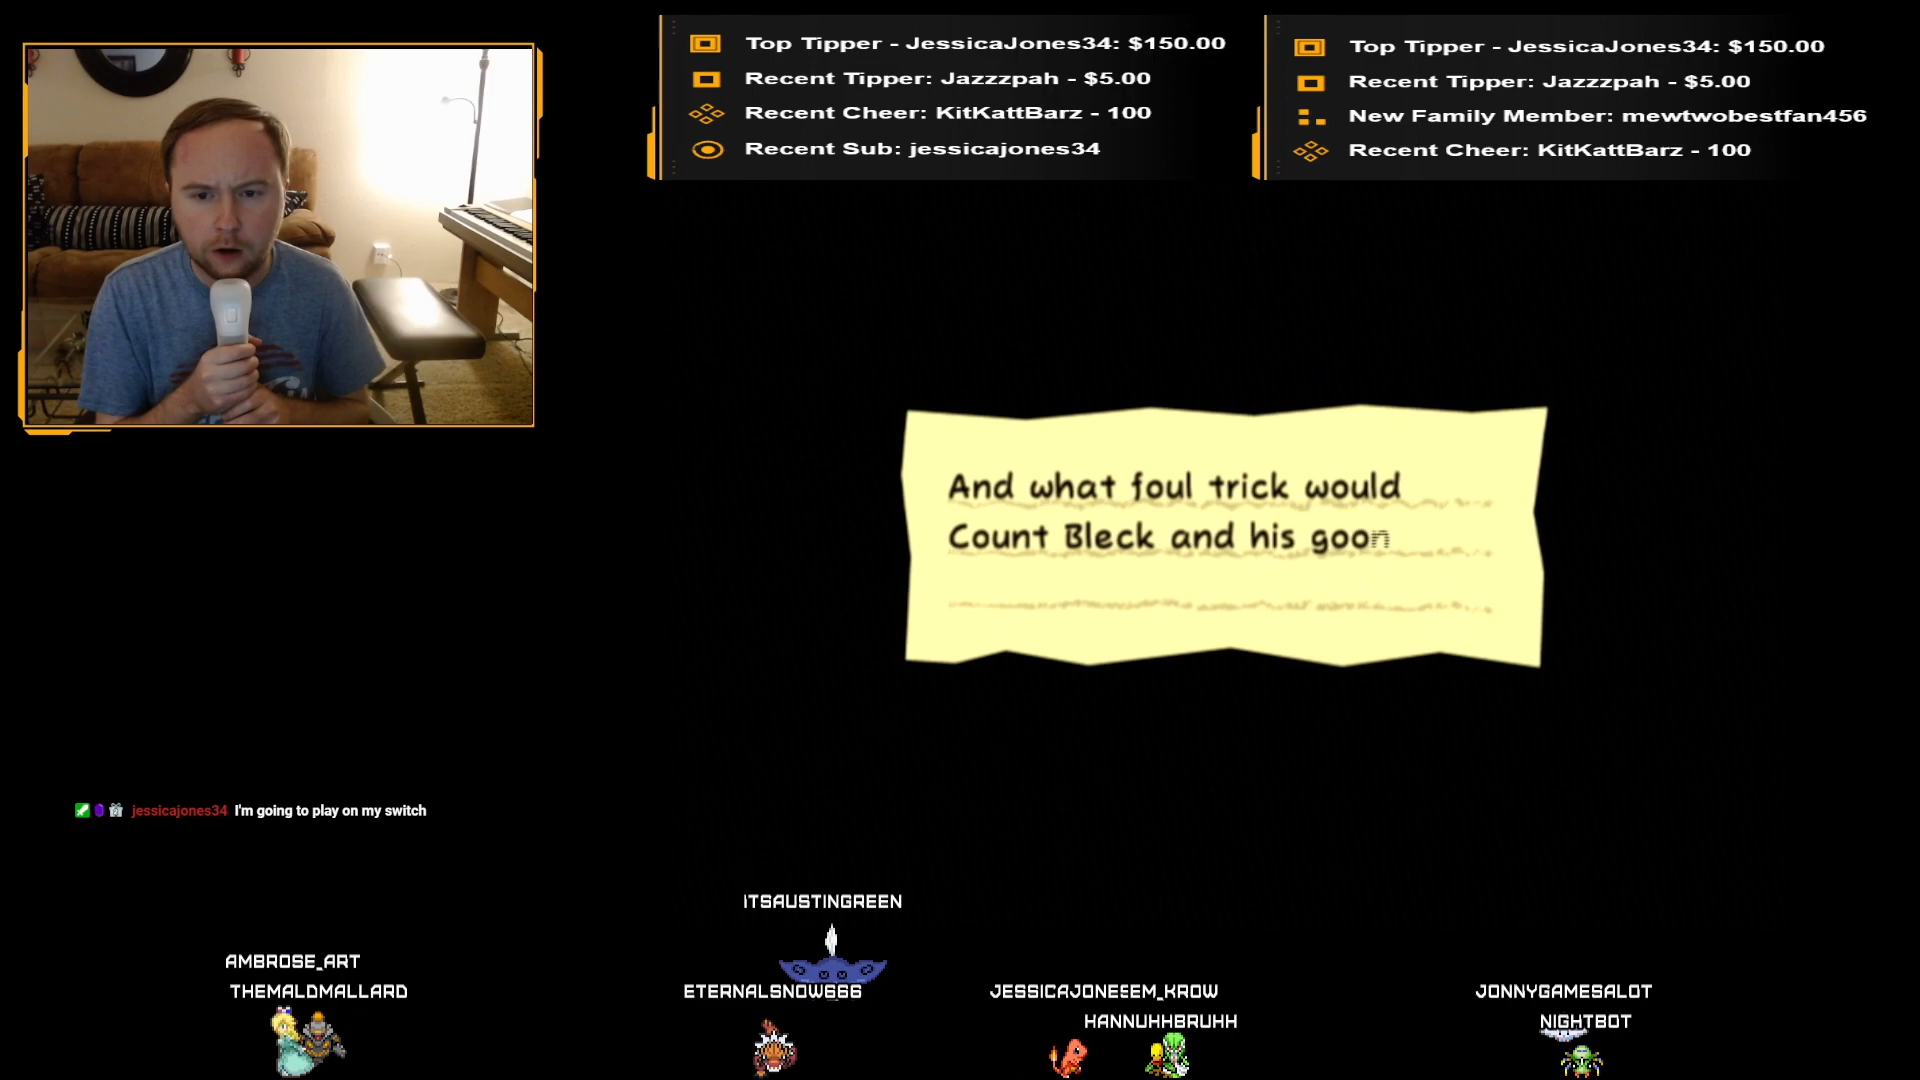 Top Tipper - JessicaJones34: $150.00
Recent Tipper: Jazzzpah - $5.00
Recent Cheer: KitKattBarz - 100
Recent Sub: jessicajones34
Top Tipper - JessicaJones34: $150.00
Recent Tipper: Jazzzpah - $5.00
New Family Member: mewtwobestfan456
Recent Cheer: KitKattBarz - 100
And what foul trick would
Count Bleck and his goon
jessicajones34 I'm going to play on my switch
ITSAUSTINGREEN
AMBROSE_ART
THEMALDMALLARD
ETERNALSNOW666
JESSICAJONESEEM_KROW
HANNUHHBRUHH
JONNYGAMESALOT
NIGHTBOT